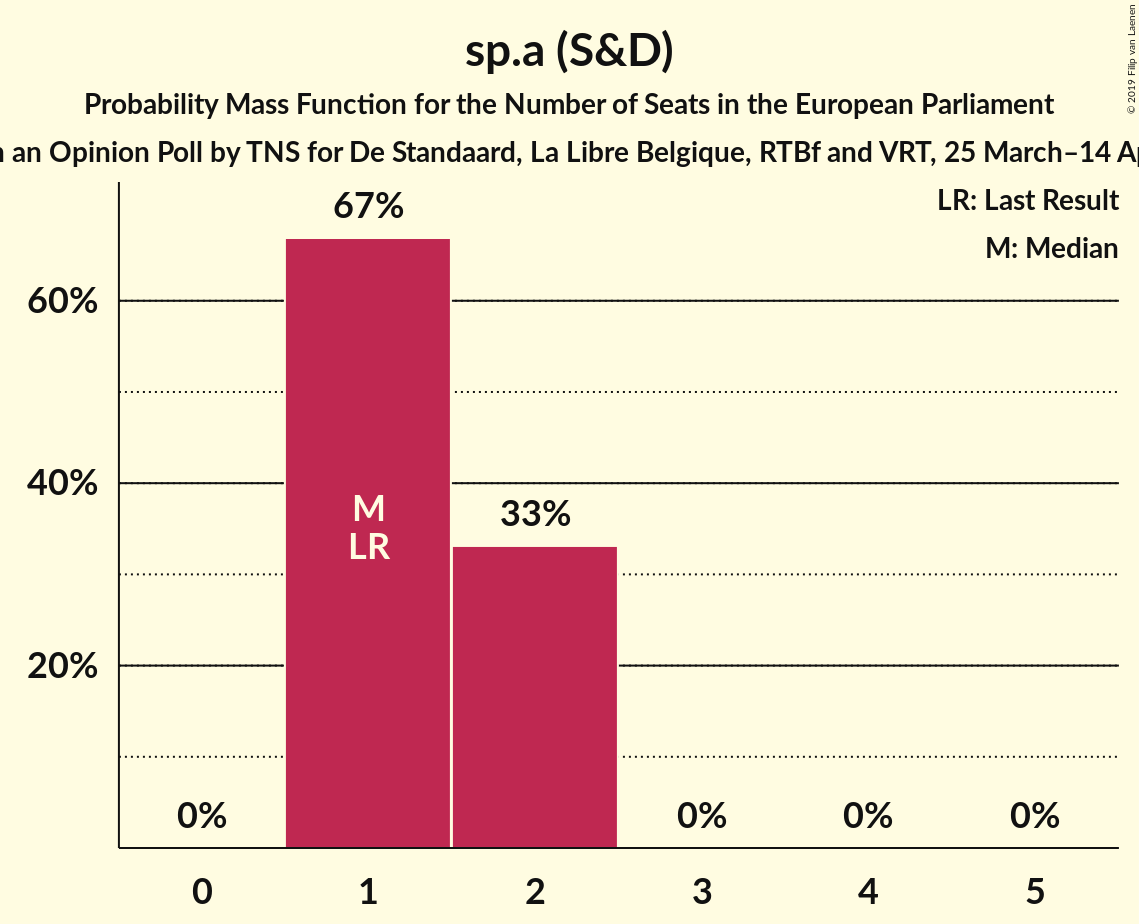 sp.a (S&D)
Probability Mass Function for the Number of Seats in the European Parliament
an Opinion Poll by TNS for De Standaard, La Libre Belgique, RTBf and VRT, 25 March–14
© 2019 Filip van Laenen
LR: Last Result
M: Median
67%
60%
40%
M
LR
33%
20%
0%
0%
0%
0%
0
1
2
3
4
5